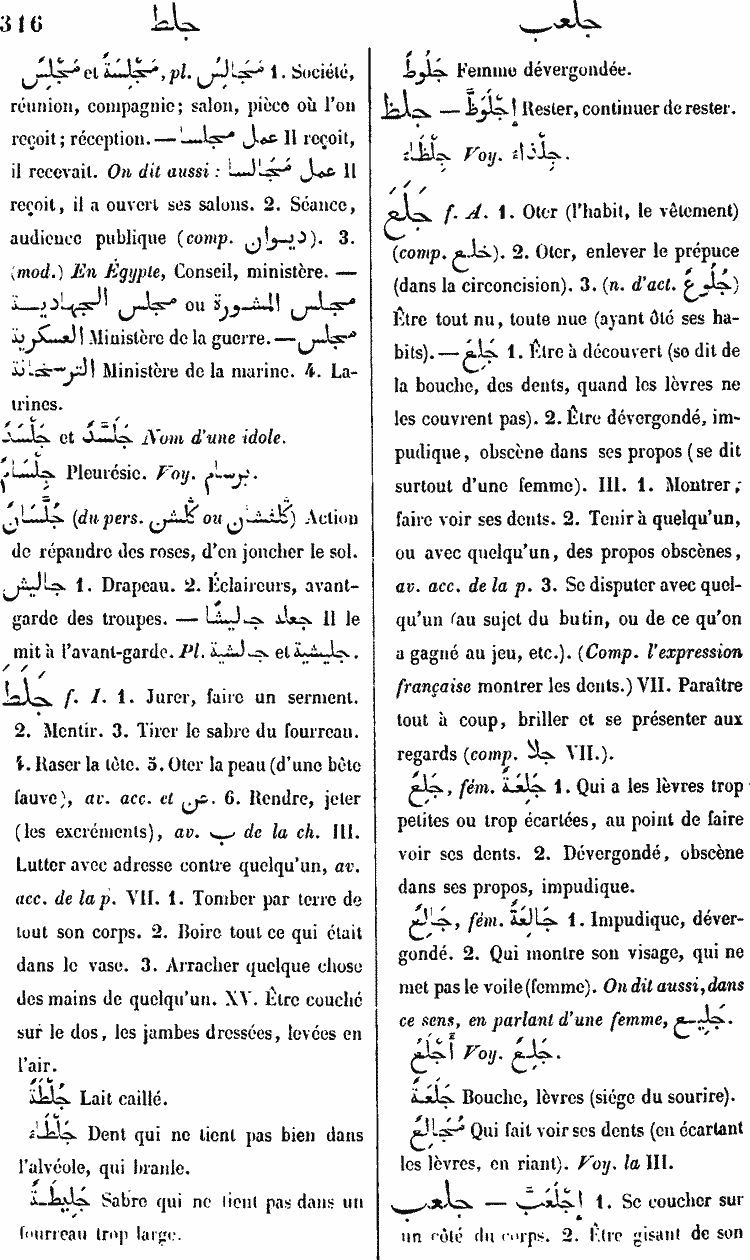 316
جلط
جلعب
مَجْلِسٌ et مَجْلِسَةٌ, pl. مَجَالِسُ 1. Société,
réunion, compagnie; salon, pièce où l'on
reçoit; réception. — عمل مجلسا Il reçoit,
il recevait. On dit aussi : عمل مَجَالسا Il
reçoit, il a ouvert ses salons. 2. Séance,
audience publique (comp. ديوان). 3.
(mod.) En Égypte, Conseil, ministère. —
مجلس المشورة ou مجلس الجهادية
العسكرية Ministère de la guerre. — مجلس
الترسخانة Ministère de la marine. 4. La-
trines.
جَلْسَدٌ et جَلَسَّدٌ Nom d'une idole.
جِلْسَامٌ Pleurésie. Voy. برسام.
جُلَّسَانٌ (du pers. گلشن ou گلفشان) Action
de répandre des roses, d'en joncher le sol.
جاليش 1. Drapeau. 2. Éclaireurs, avant-
garde des troupes. — جعله جاليشًا Il le
mit à l'avant-garde. Pl. جالشية et جليشية.
جَلَطَ f. I. 1. Jurer, faire un serment.
2. Mentir. 3. Tirer le sabre du fourreau.
4. Raser la tête. 5. Oter la peau (d'une bête
fauve), av. acc. et عن. 6. Rendre, jeter
(les excréments), av. ب de la ch. III.
Lutter avec adresse contre quelqu'un, av.
acc. de la p. VII. 1. Tomber par terre de
tout son corps. 2. Boire tout ce qui était
dans le vase. 3. Arracher quelque chose
des mains de quelqu'un. XV. Être couché
sur le dos, les jambes dressées, levées en
l'air.
جُلْطَةٌ Lait caillé.
جَلْطَاءُ Dent qui ne tient pas bien dans
l'alvéole, qui branle.
جَلِيطَةٌ Sabre qui ne tient pas dans un
fourreau trop large.
جَلُوطٌ Femme dévergondée.
جلظ — إِجْلَوَّظَ Rester, continuer de rester.
جِلْظَاءُ Voy. جِلْذَاءُ.
جَلَعَ f. A. 1. Oter (l'habit, le vêtement)
(comp. خلع). 2. Oter, enlever le prépuce
(dans la circoncision). 3. (n. d'act. جُلُوعٌ)
Être tout nu, toute nue (ayant ôté ses ha-
bits). — جَلِعَ 1. Être à découvert (se dit de
la bouche, des dents, quand les lèvres ne
les couvrent pas). 2. Être dévergondé, im-
pudique, obscène dans ses propos (se dit
surtout d'une femme). III. 1. Montrer,
faire voir ses dents. 2. Tenir à quelqu'un,
ou avec quelqu'un, des propos obscènes,
av. acc. de la p. 3. Se disputer avec quel-
qu'un (au sujet du butin, ou de ce qu'on
a gagné au jeu, etc.). (Comp. l'expression
française montrer les dents.) VII. Paraître
tout à coup, briller et se présenter aux
regards (comp. جلا VII.).
جَلِعٌ, fém. جَلِعَةٌ 1. Qui a les lèvres trop
petites ou trop écartées, au point de faire
voir ses dents. 2. Dévergondé, obscène
dans ses propos, impudique.
جَالِعٌ, fém. جَالِعَةٌ 1. Impudique, déver-
gondé. 2. Qui montre son visage, qui ne
met pas le voile (femme). On dit aussi, dans
ce sens, en parlant d'une femme, جَلِيع.
أَجْلَعُ Voy. جَلِعٌ.
جَلَعَةٌ Bouche, lèvres (siége du sourire).
مُجَالِعٌ Qui fait voir ses dents (en écartant
les lèvres, en riant). Voy. la III.
جلعب — إِجْلَعَبَّ 1. Se coucher sur
un côté du corps. 2. Être gisant de son